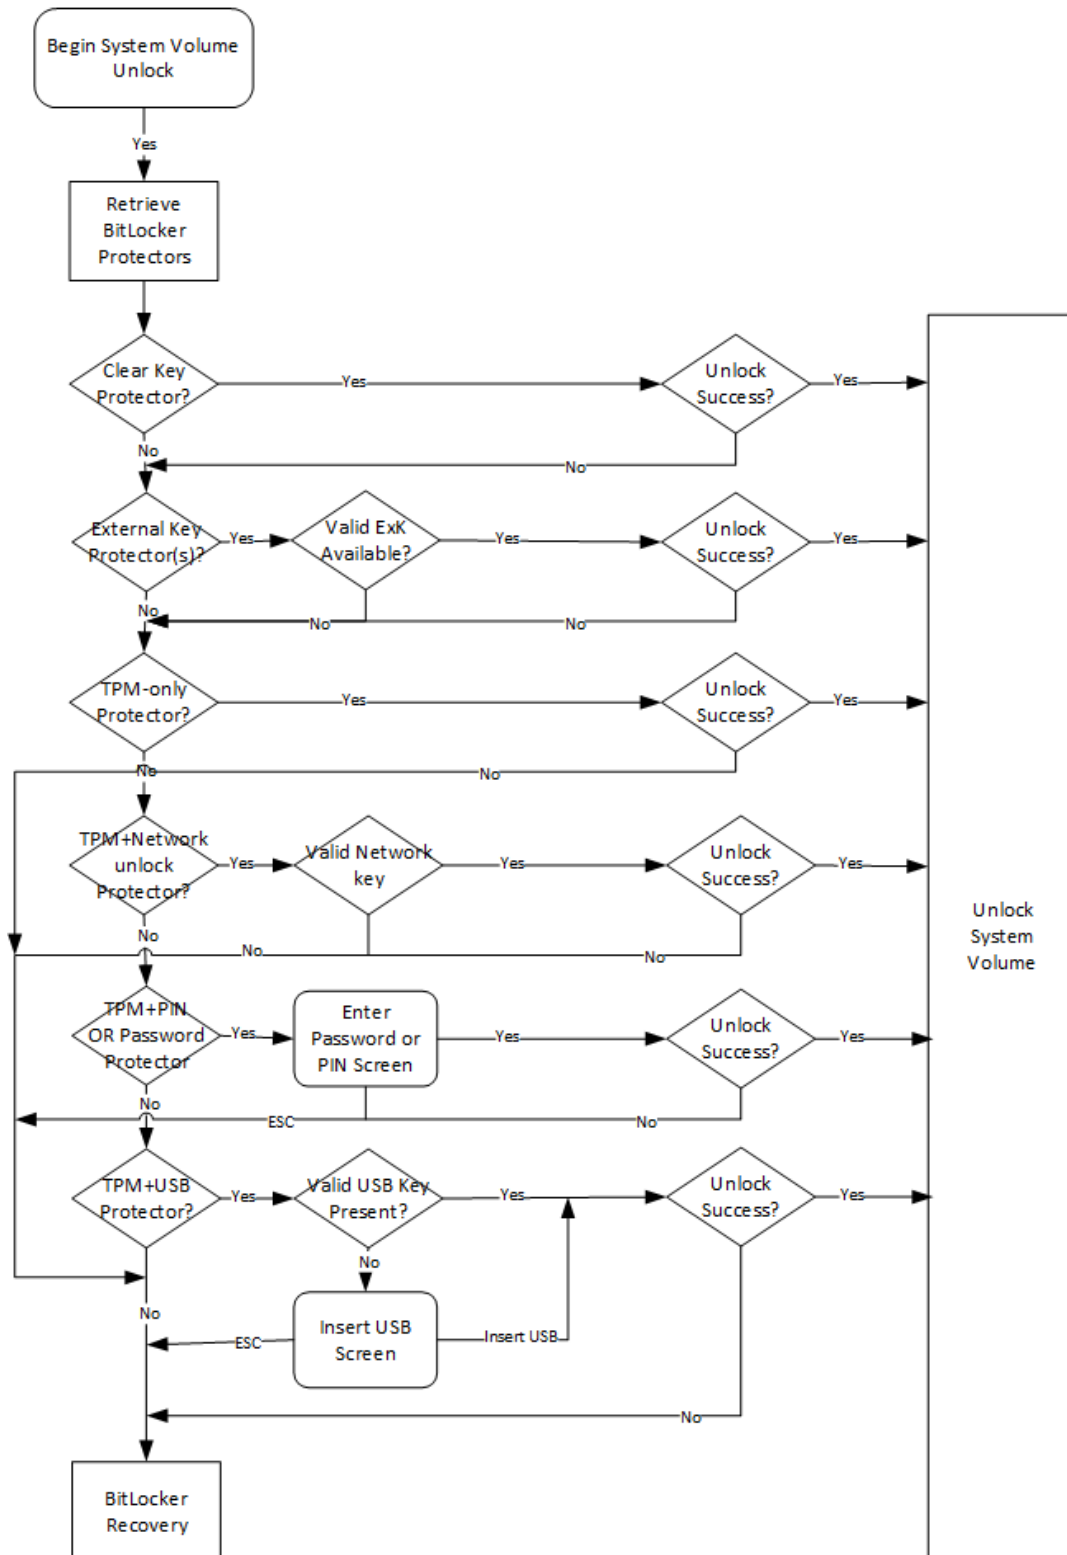 Begin System Volume
Unlock
Yes
Retrieve
BitLocker
Protectors
Clear Key
Protector?
Yes
Unlock
Success?
Yes
No
No
External Key
Protector(s)?
Yes
Valid ExK
Available?
Yes
Unlock
Success?
Yes
No
No
No
TPM-only
Protector?
Yes
Unlock
Success?
Yes
No
No
TPM+Network
unlock
Protector?
Yes
Valid Network
key
Yes
Unlock
Success?
Yes
No
No
No
Unlock
System
Volume
TPM+PIN
OR Password
Protector
Yes
Enter
Password or
PIN Screen
Yes
Unlock
Success?
Yes
No
ESC
No
TPM+USB
Protector?
Yes
Valid USB Key
Present?
Yes
Unlock
Success?
Yes
No
No
Insert USB
Screen
ESC
Insert USB
No
BitLocker
Recovery